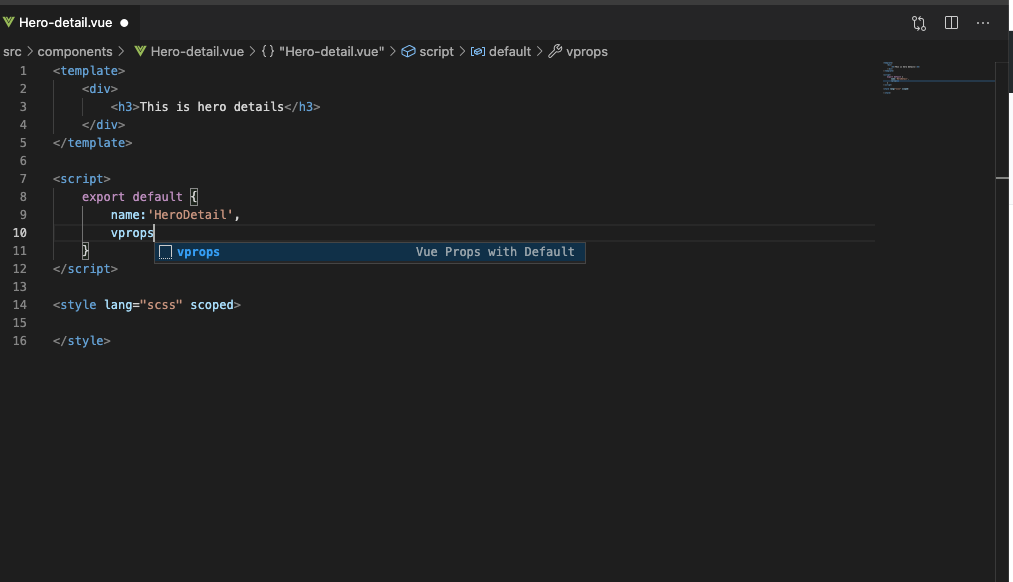 Hero-detail.vue
src > components > Hero-detail.vue > {} "Hero-detail.vue" > script > default > vprops
1 <template>
2 <div>
3 <h3>This is hero details</h3>
4 </div>
5 </template>
6
7 <script>
8 export default {
9 name:'HeroDetail',
10 vprops
11 }
vprops Vue Props with Default
12 </script>
13
14 <style lang="scss" scoped>
15
16 </style>